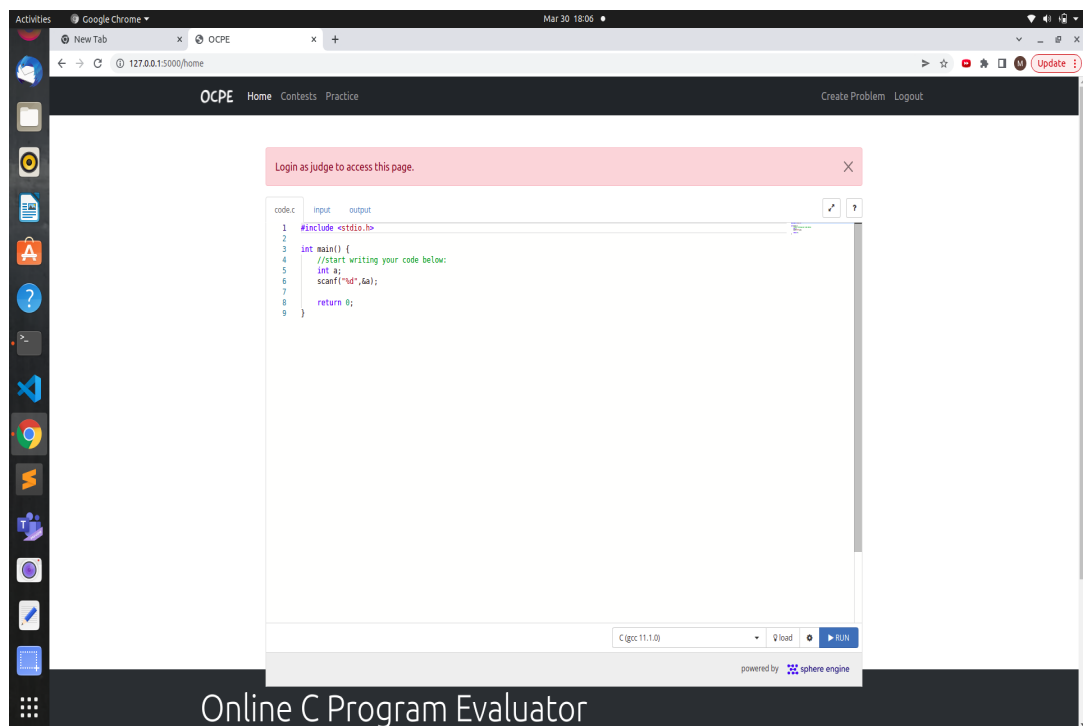 Activities Google Chrome Mar 30 18:06
New Tab OCPE
127.0.0.1:5000/home M Update
OCPE Home Contests Practice Create Problem Logout
Login as judge to access this page.
code.c input output ?
1 #include <stdio.h>
2
3 int main() {
4 //start writing your code below:
5 int a;
6 scanf("%d",&a);
7
8 return 0;
9 }
C (gcc 11.1.0) load RUN
powered by sphere engine
Online C Program Evaluator